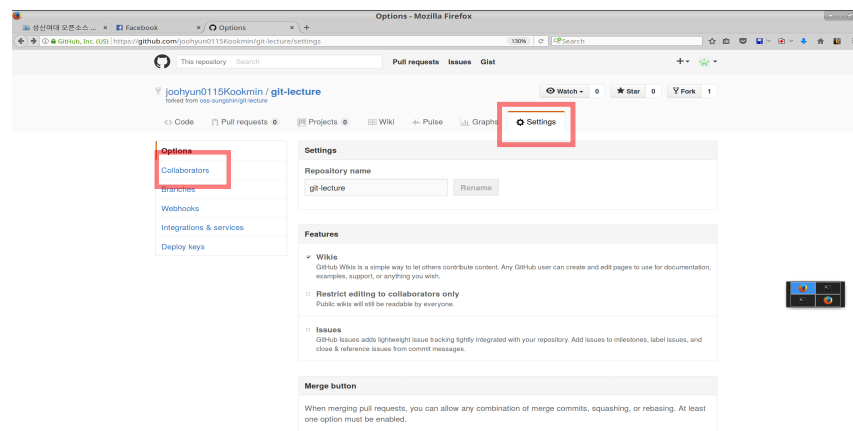 Options - Mozilla Firefox
성신여대 오픈소스 ... × Facebook × Options × +
GitHub, Inc. (US) https://github.com/joohyun0115Kookmin/git-lecture/settings 130% Search
This repository Search Pull requests Issues Gist
joohyun0115Kookmin / git-lecture Watch 0 Star 0 Fork 1
forked from oss-sungshin/git-lecture
Code Pull requests 0 Projects 0 Wiki Pulse Graphs Settings
Options
Collaborators
Branches
Webhooks
Integrations & services
Deploy keys
Settings
Repository name
git-lecture Rename
Features
Wikis
GitHub Wikis is a simple way to let others contribute content. Any GitHub user can create and edit pages to use for documentation,
examples, support, or anything you wish.
Restrict editing to collaborators only
Public wikis will still be readable by everyone.
Issues
GitHub Issues adds lightweight issue tracking tightly integrated with your repository. Add issues to milestones, label issues, and
close & reference issues from commit messages.
Merge button
When merging pull requests, you can allow any combination of merge commits, squashing, or rebasing. At least
one option must be enabled.